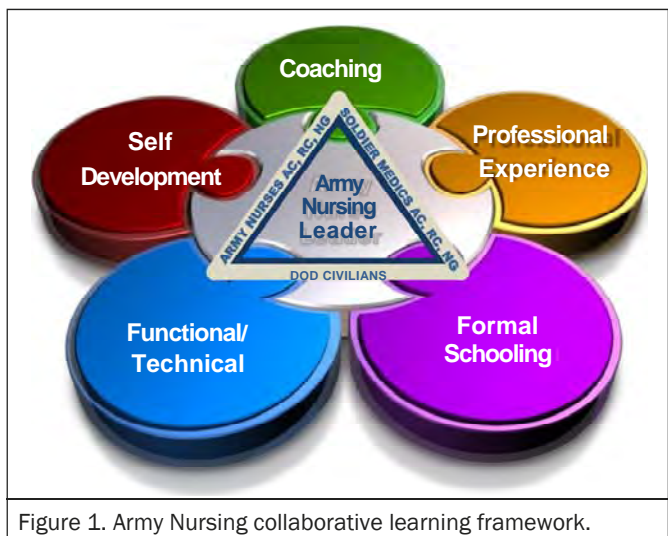 Coaching
Self
Development
Professional
Experience
ARMY NURSES AC, RC, NG
SOLDIER MEDICS AC, RC, NG
Army
Nursing
Leader
DOD CIVILIANS
Functional/
Technical
Formal
Schooling
Figure 1. Army Nursing collaborative learning framework.